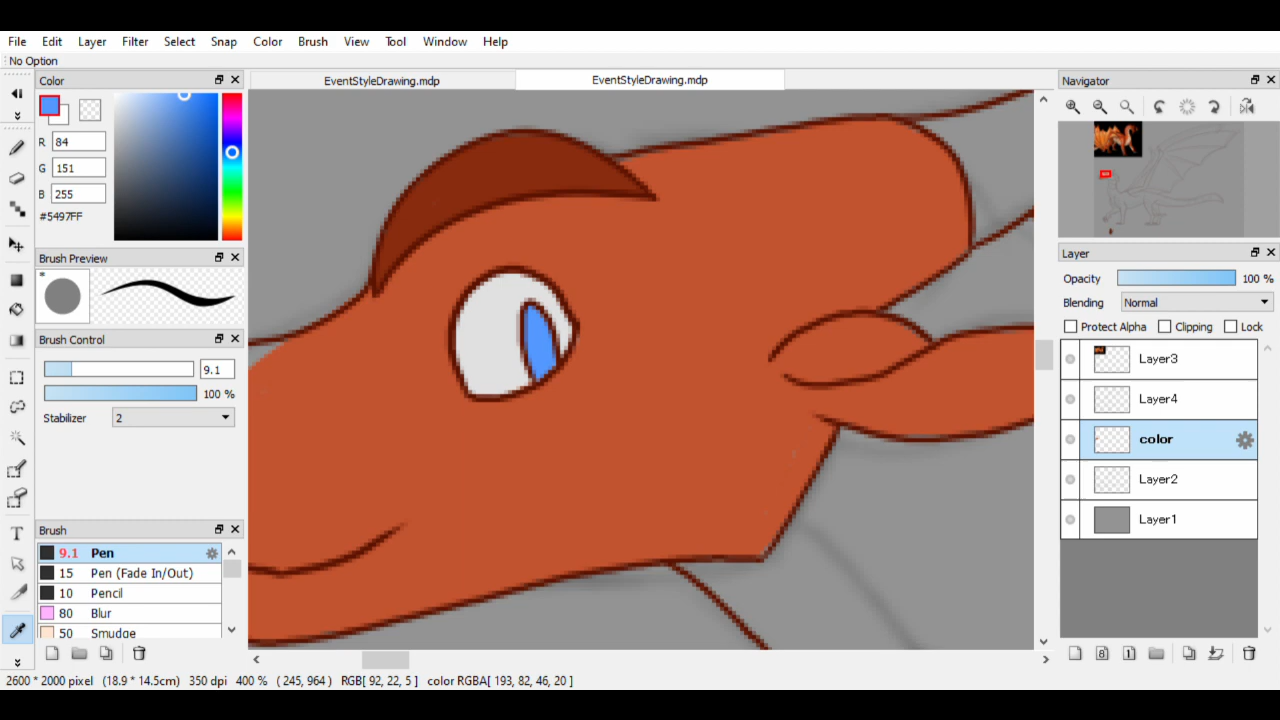 File Edit Layer Filter Select Snap Color Brush View Tool Window Help
No Option
Color
EventStyleDrawing.mdp EventStyleDrawing.mdp
Navigator
R 84
G 151
B 255
#5497FF
Brush Preview
*
Brush Control
9.1
100 %
Stabilizer 2
Brush
9.1 Pen
15 Pen (Fade In/Out)
10 Pencil
80 Blur
50 Smudge
T
Layer
Opacity 100 %
Blending Normal
Protect Alpha Clipping Lock
Layer3
Layer4
color
Layer2
Layer1
8 1
2600 * 2000 pixel (18.9 * 14.5cm) 350 dpi 400 % ( 245, 964 ) RGB[ 92, 22, 5 ] color RGBA[ 193, 82, 46, 20 ]